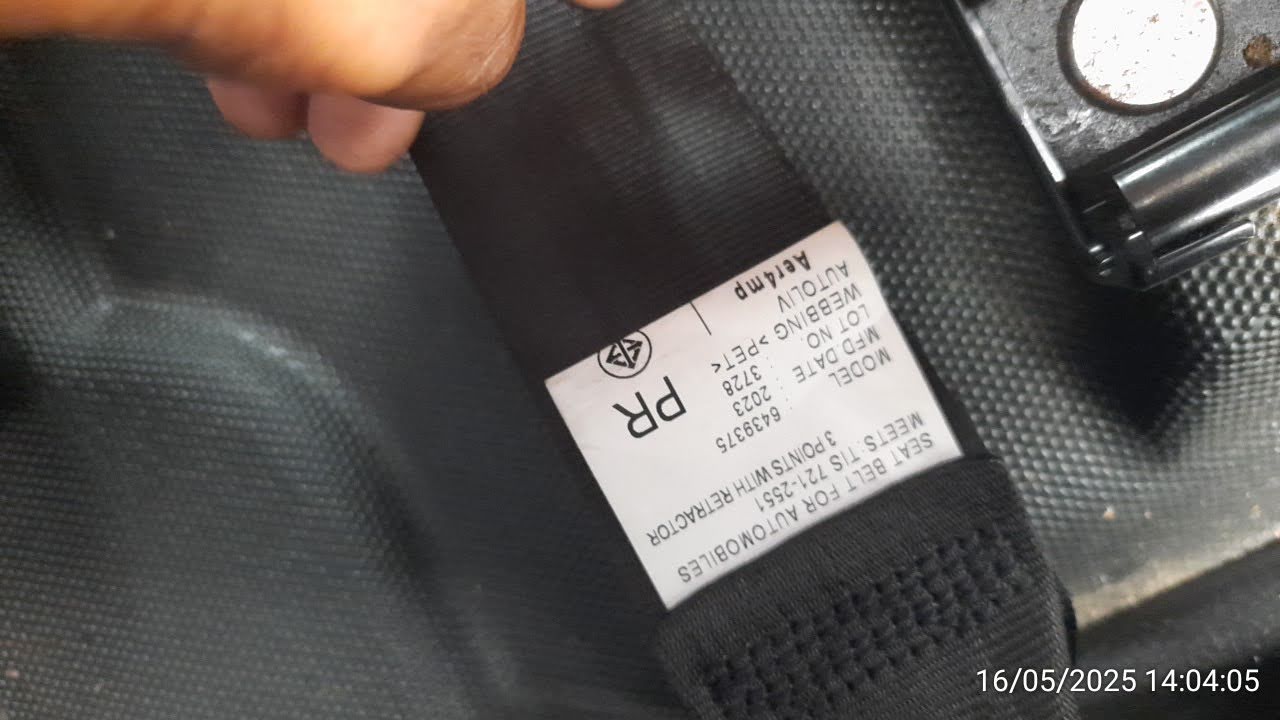 SEAT BELT FOR AUTOMOBILES
MEETS : TIS 721-2551
3 POINTS WITH RETRACTOR
MODEL : 6439375
MFD DATE : 2023
LOT NO. : 3728
WEBBING >PET<
AUTOLIV
Aer4mp
PR
16/05/2025 14:04:05